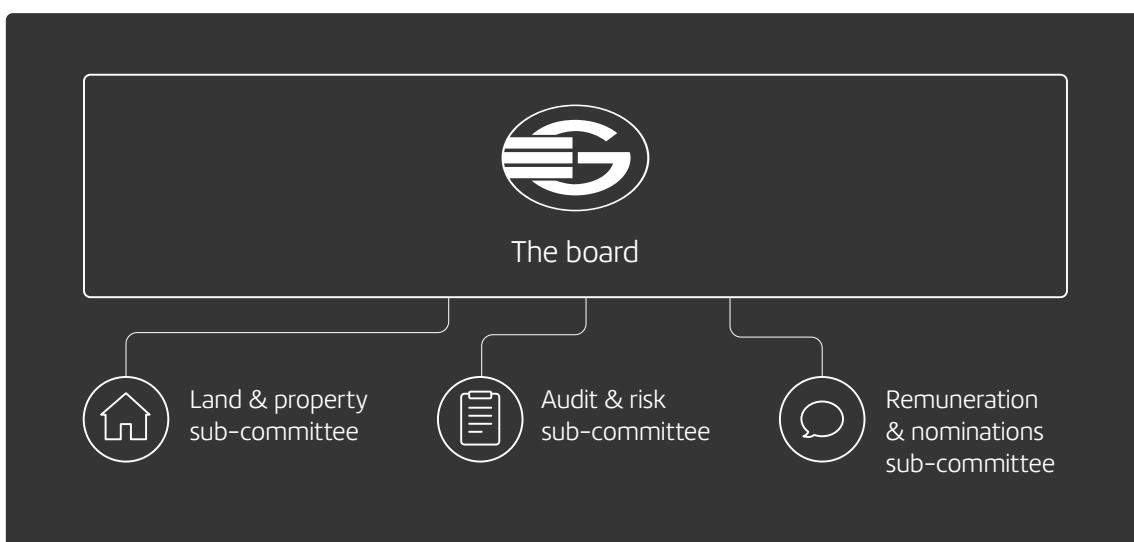 The board
Land & property
sub-committee
Audit & risk
sub-committee
Remuneration
& nominations
sub-committee